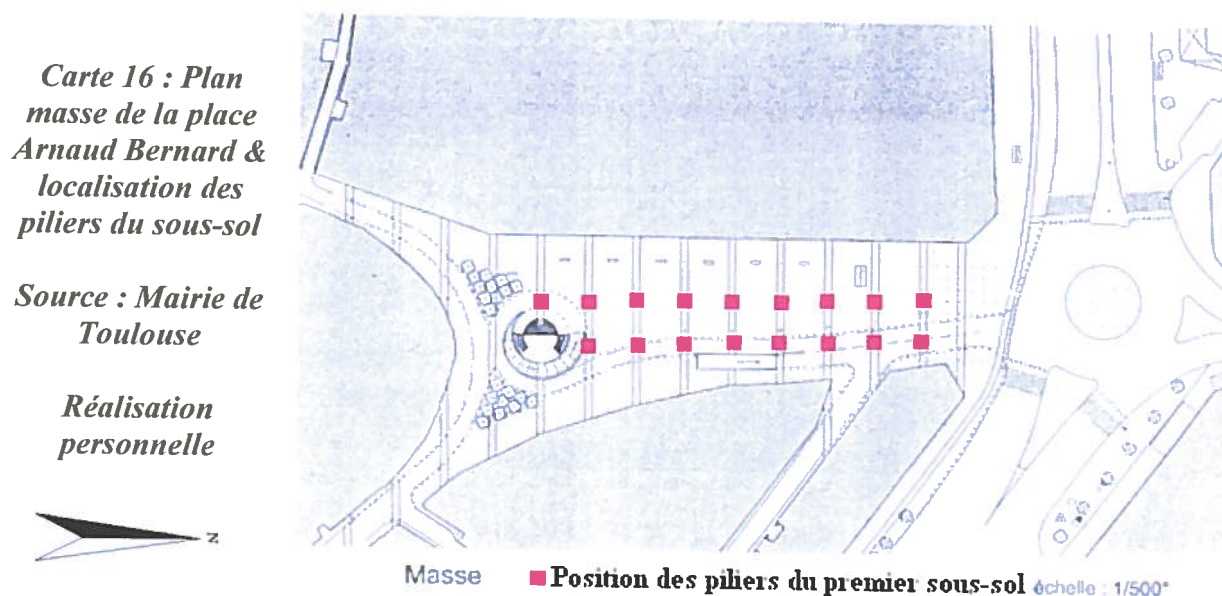 Carte 16 : Plan
masse de la place
Arnaud Bernard &
localisation des
piliers du sous-sol
Source : Mairie de
Toulouse
Réalisation
personnelle
N
Masse
Position des piliers du premier sous-sol
échelle : 1/500°